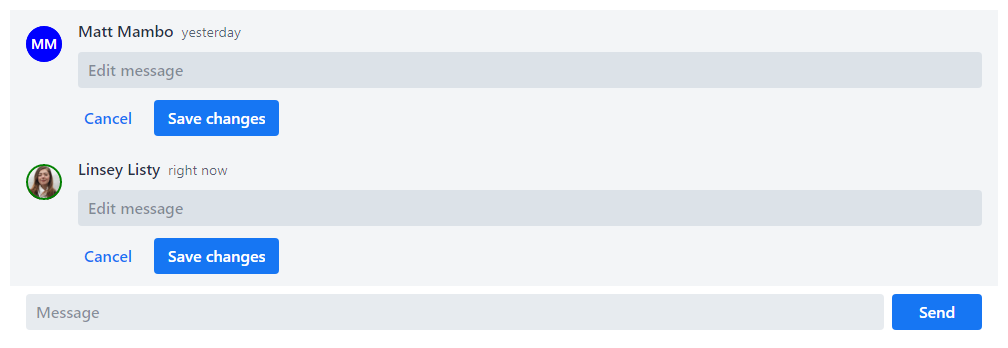 MM
Matt Mambo yesterday
Edit message
Cancel Save changes
Linsey Listy right now
Edit message
Cancel Save changes
Message Send